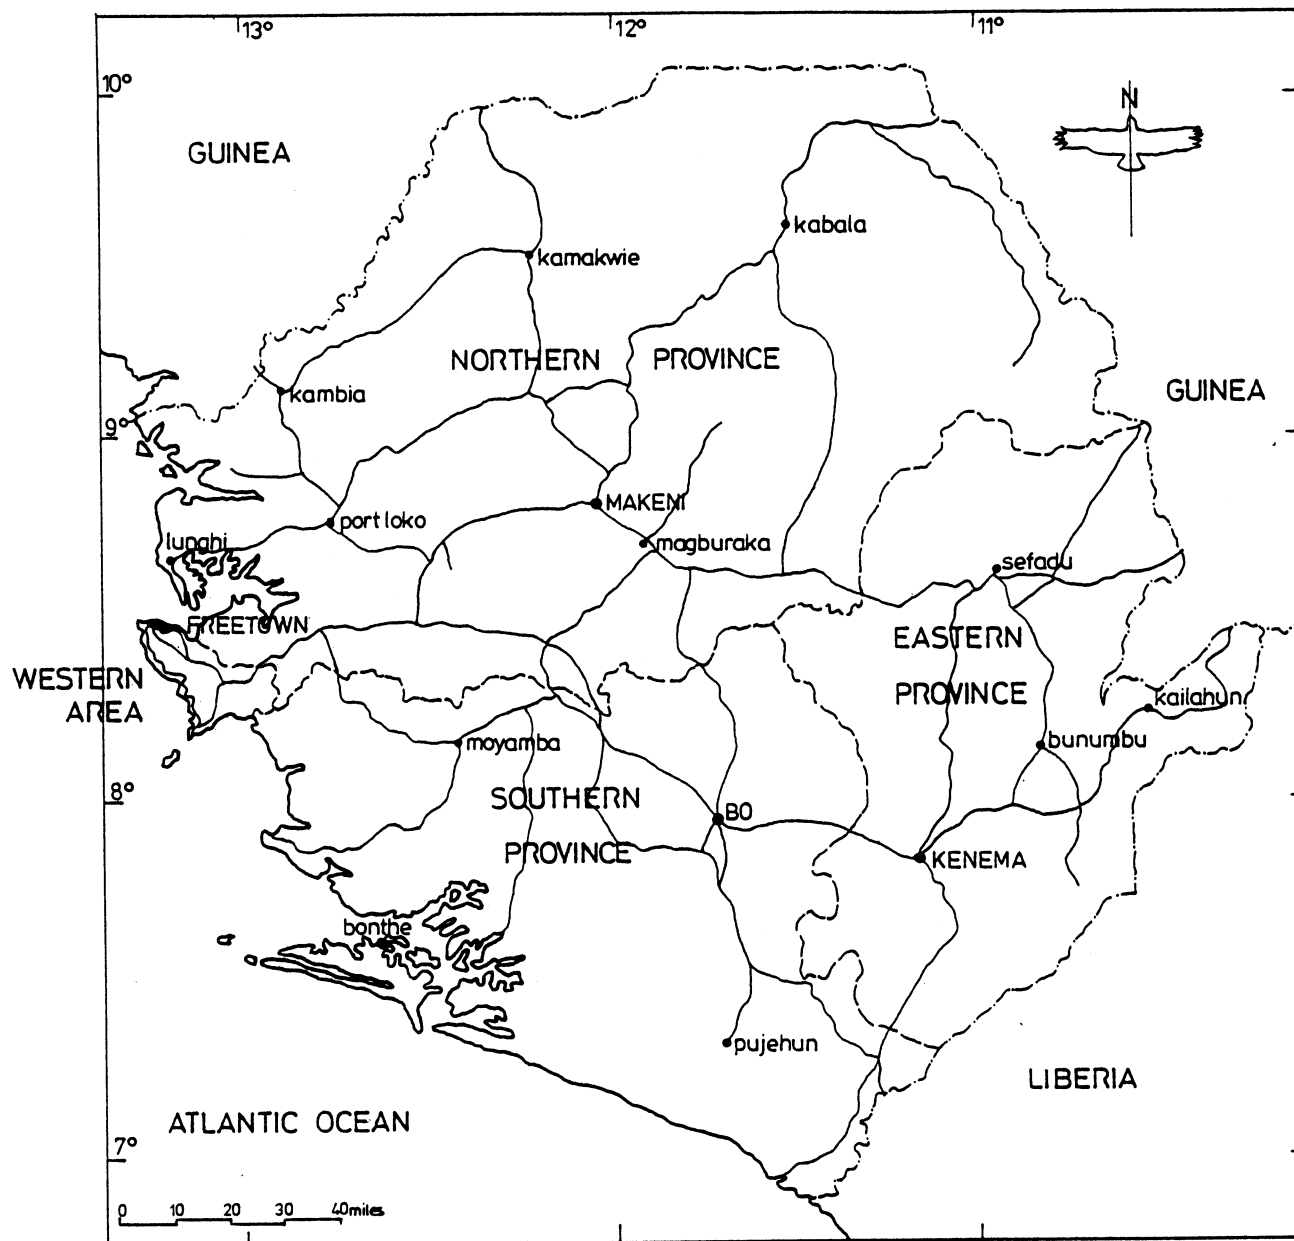 13°
12°
11°
10°
N
GUINEA
kabala
kamakwie
NORTHERN PROVINCE
GUINEA
kambia
9°
MAKENI
port loko
magburaka
lunghi
sefadu
FREETOWN
EASTERN
PROVINCE
WESTERN
AREA
kailahun
moyamba
bunumbu
8°
SOUTHERN
PROVINCE
BO
KENEMA
bonthe
pujehun
LIBERIA
ATLANTIC OCEAN
7°
0 10 20 30 40miles